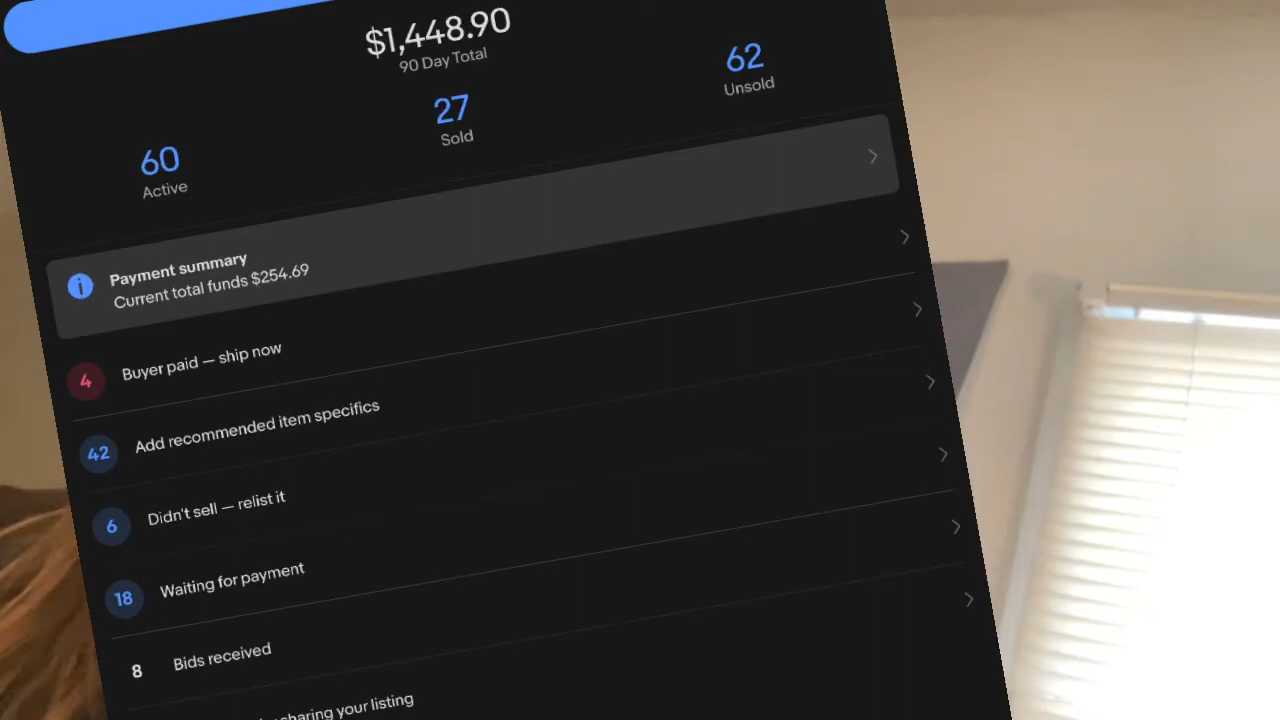 $1,448.90
90 Day Total
60
Active
27
Sold
62
Unsold
Payment summary
Current total funds $254.69
4 Buyer paid — ship now
42 Add recommended item specifics
6 Didn't sell — relist it
18 Waiting for payment
8 Bids received
sharing your listing